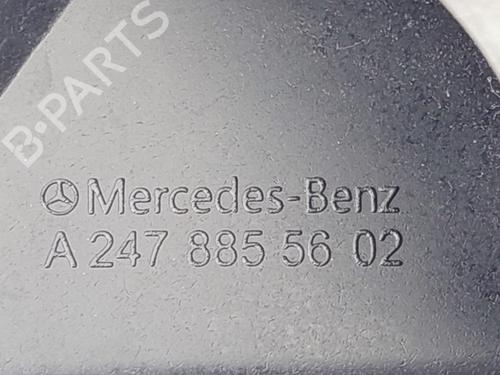 B-PARTS
Mercedes-Benz
A 247 885 56 02